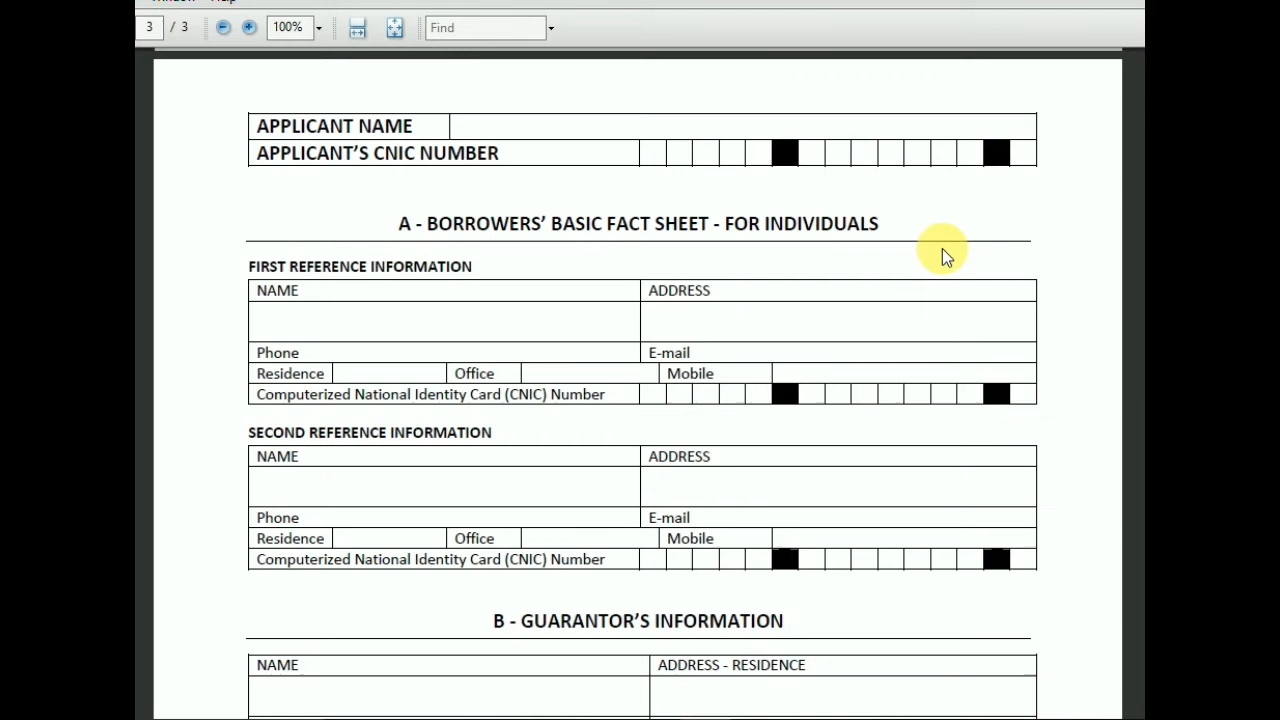 3 / 3 100% Find
APPLICANT NAME
APPLICANT'S CNIC NUMBER
A - BORROWERS' BASIC FACT SHEET - FOR INDIVIDUALS
FIRST REFERENCE INFORMATION
NAME ADDRESS
Phone E-mail
Residence Office Mobile
Computerized National Identity Card (CNIC) Number
SECOND REFERENCE INFORMATION
NAME ADDRESS
Phone E-mail
Residence Office Mobile
Computerized National Identity Card (CNIC) Number
B - GUARANTOR'S INFORMATION
NAME ADDRESS - RESIDENCE